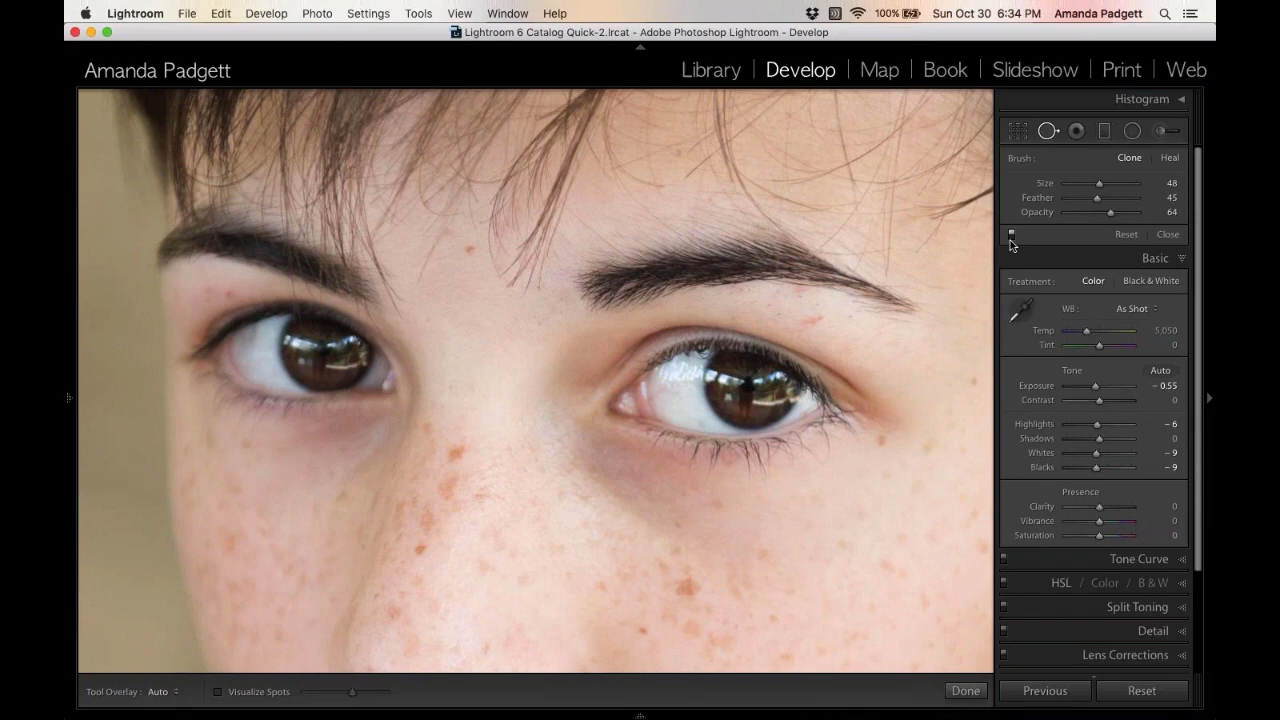 Lightroom File Edit Develop Photo Settings Tools View Window Help 100% Sun Oct 30 6:34 PM Amanda Padgett
Lightroom 6 Catalog Quick-2.lrcat - Adobe Photoshop Lightroom - Develop
Amanda Padgett Library Develop Map Book Slideshow Print Web
Histogram
Brush : Clone Heal
Size 48
Feather 45
Opacity 64
Reset Close
Basic
Treatment : Color Black & White
WB : As Shot
Temp 5,050
Tint 0
Tone Auto
Exposure – 0.55
Contrast 0
Highlights – 6
Shadows 0
Whites – 9
Blacks – 9
Presence
Clarity 0
Vibrance 0
Saturation 0
Tone Curve
HSL / Color / B & W
Split Toning
Detail
Lens Corrections
Tool Overlay : Auto Visualize Spots Done Previous Reset